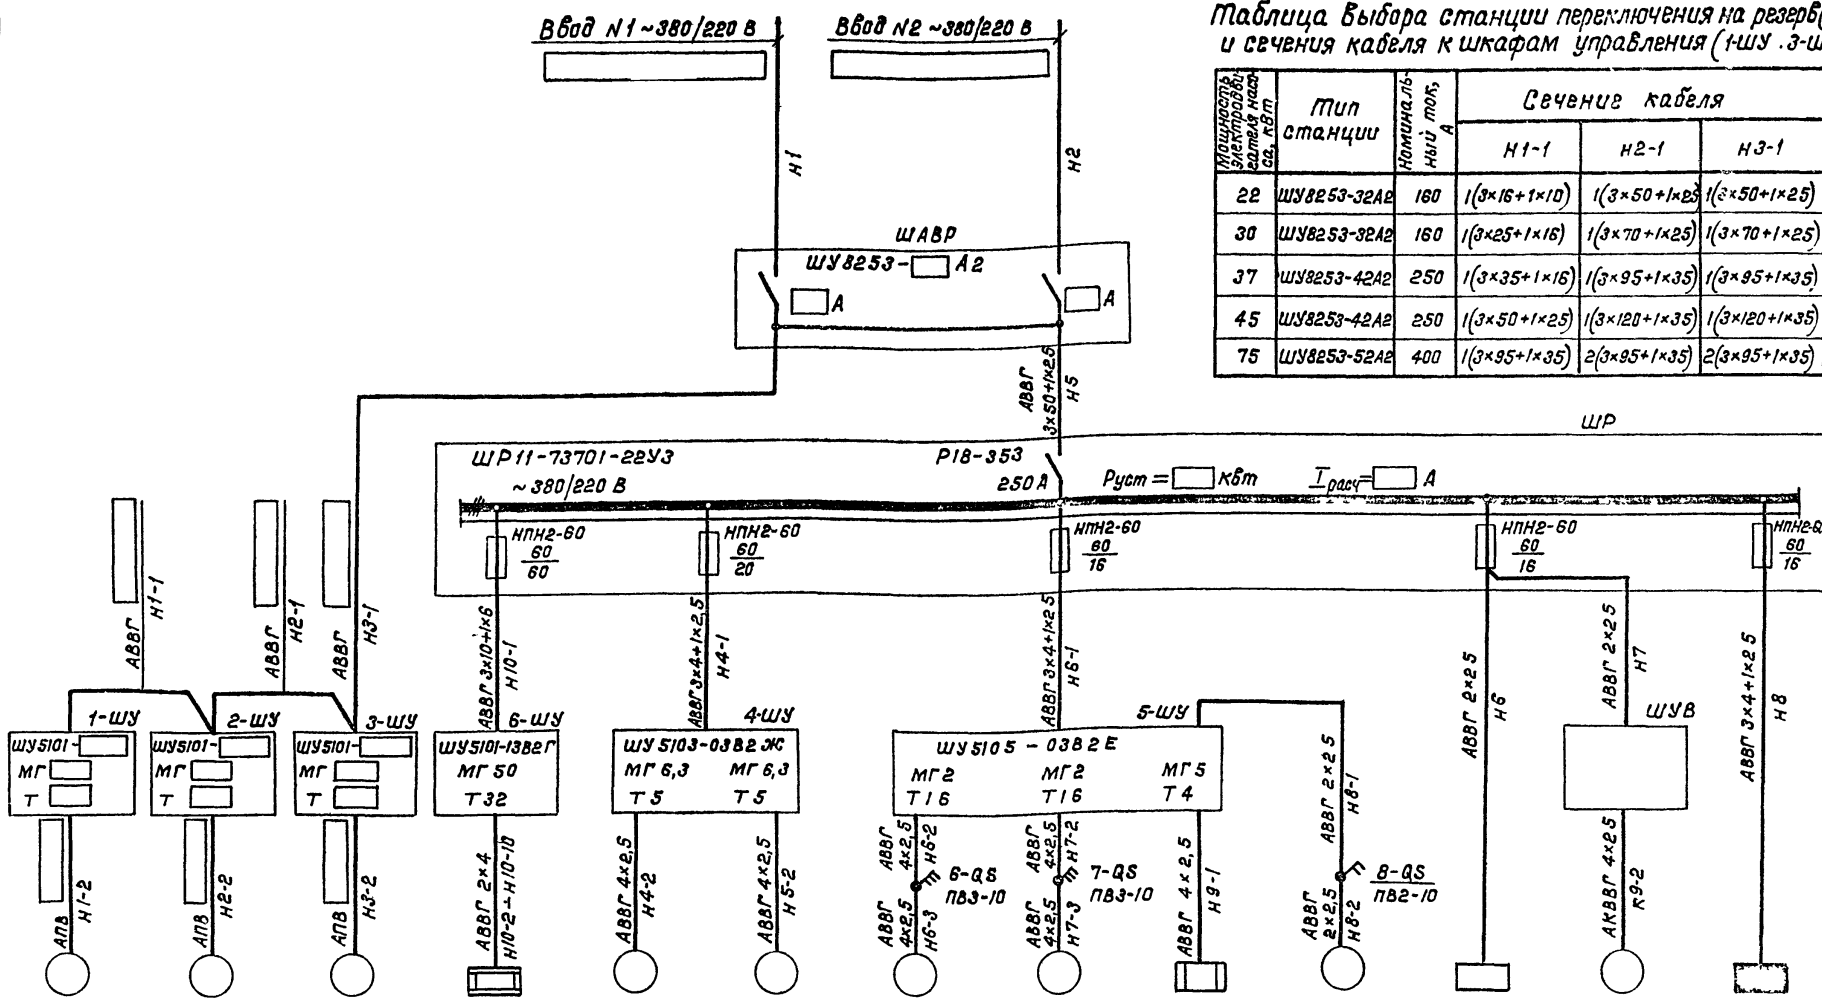 Ввод N1 ~380/220 В
Ввод N2 ~380/220 В
Таблица выбора станции переключения на резерв
и сечения кабеля к шкафам управления (1-ШУ . 3-Ш
Мощность электродвигателя насоса, кВт
Тип станции
Номинальный ток, А
Сечение кабеля
Н1-1 Н2-1 Н3-1
22 ШУ8253-32А2 160 1(3×16+1×10) 1(3×50+1×25) 1(3×50+1×25)
30 ШУ8253-32А2 160 1(3×25+1×16) 1(3×70+1×25) 1(3×70+1×25)
37 ШУ8253-42А2 250 1(3×35+1×16) 1(3×95+1×35) 1(3×95+1×35)
45 ШУ8253-42А2 250 1(3×50+1×25) 1(3×120+1×35) 1(3×120+1×35)
75 ШУ8253-52А2 400 1(3×95+1×35) 2(3×95+1×35) 2(3×95+1×35)
Н1
Н2
ШАВР
ШУ8253- А2
А
А
АВВГ
3×50+1×25
Н5
ШР
ШР11-73701-22У3
~380/220 В
Р18-353
250А
Руст = кВт
Iрасч= А
НПН2-60
60
60
НПН2-60
60
20
НПН2-60
60
16
НПН2-60
60
16
НПН2-60
60
16
АВВГ
Н1-1
АВВГ
Н2-1
АВВГ
Н3-1
АВВГ 3×10+1×6
Н10-1
АВВГ 3×4+1×2,5
Н4-1
АВВГ 3×4+1×2,5
Н6-1
АВВГ 2×2,5
Н6
АВВГ 2×2,5
Н7
АВВГ 3×4+1×2 5
Н8
1-ШУ
2-ШУ
3-ШУ
6-ШУ
4-ШУ
5-ШУ
ШУВ
ШУ5101-
МГ
Т
ШУ5101-
МГ
Т
ШУ5101-
МГ
Т
ШУ5101-13В2Г
МГ 50
Т 32
ШУ 5103-03В2Ж
МГ 6,3 МГ 6,3
Т 5 Т 5
ШУ 5105 - 03В2Е
МГ 2 МГ 2 МГ 5
Т 1 6 Т 1 6 Т 4
АПВ
Н1-2
АПВ
Н2-2
АПВ
Н3-2
АВВГ 2×4
Н10-2÷Н10-10
АВВГ 4×2,5
Н4-2
АВВГ 4×2,5
Н5-2
АВВГ
4×2,5
Н6-2
6-QS
ПВ3-10
АВВГ
4×2,5
Н6-3
АВВГ
4×2,5
Н7-2
7-QS
ПВ3-10
АВВГ
4×2,5
Н7-3
АВВГ 4×2,5
Н9-1
АВВГ 2×2 5
Н8-1
8-QS
ПВ2-10
АВВГ
2×2,5
Н8-2
АКВВГ 4×2,5
К9-2